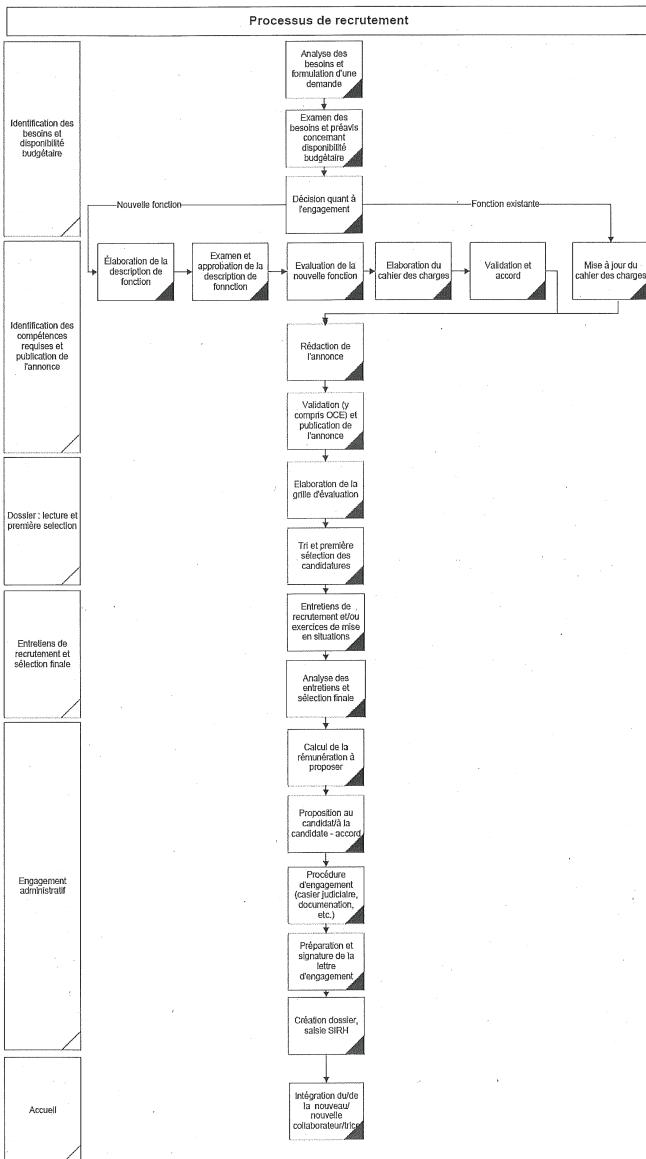 Processus de recrutement
Identification des
besoins et
disponibilité
budgétaire
Analyse des
besoins et
formulation d'une
demande
Examen des
besoins et préavis
concernant
disponibilité
budgétaire
Décision quant à
l'engagement
Nouvelle fonction
Fonction existante
Identification des
compétences
requises et
publication de
l'annonce
Élaboration de la
description de
fonction
Examen et
approbation de la
description de
fonnction
Evaluation de la
nouvelle fonction
Elaboration du
cahier des charges
Validation et
accord
Mise à jour du
cahier des charges
Rédaction de
l'annonce
Validation (y
compris OCE) et
publication de
l'annonce
Dossier : lecture et
première selection
Elaboration de la
grille d'évaluation
Tri et première
sélection des
candidatures
Entretiens de
recrutement et
sélection finale
Entretiens de
recrutement et/ou
exercices de mise
en situations
Analyse des
entretiens et
sélection finale
Engagement
administratif
Calcul de la
rémunération à
proposer
Proposition au
candidat/à la
candidate - accord
Procédure
d'engagement
(casier judiciaire,
documenation,
etc.)
Préparation et
signature de la
lettre
d'engagement
Création dossier,
saisie SIRH
Accueil
Intégration du/de
la nouveau/
nouvelle
collaborateur/trice